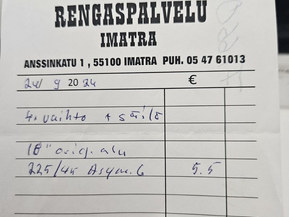 RENGASPALVELU
IMATRA
ANSSINKATU 1, 55100 IMATRA PUH. 05 47 61013
24/ 9 2024 €
4. vaihto + säilö
18" orig. alu
225/45 Asym. 6 5.5